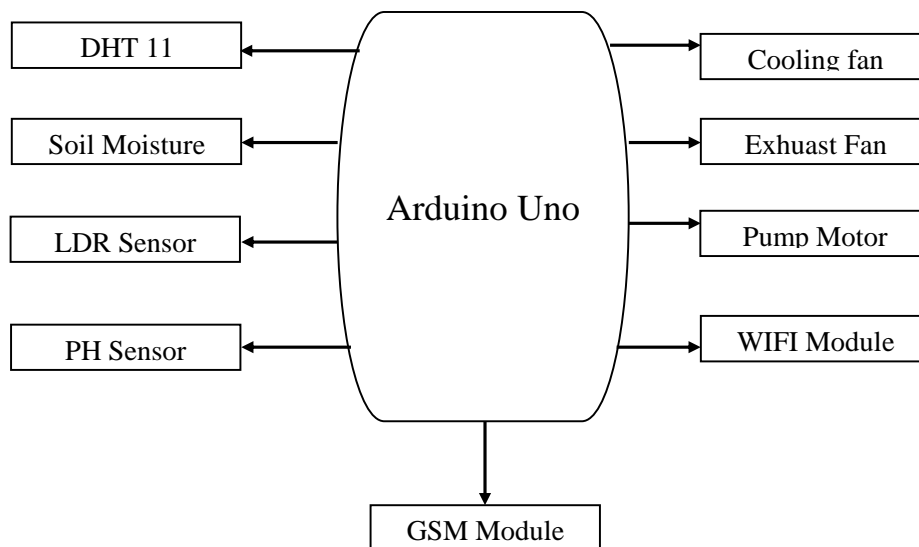 DHT 11
Soil Moisture
LDR Sensor
PH Sensor
Arduino Uno
Cooling fan
Exhuast Fan
Pump Motor
WIFI Module
GSM Module